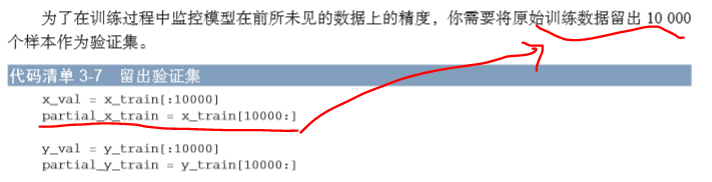 为了在训练过程中监控模型在前所未见的数据上的精度，你需要将原始训练数据留出 10 000
个样本作为验证集。
代码清单 3-7　留出验证集
x_val = x_train[:10000]
partial_x_train = x_train[10000:]
y_val = y_train[:10000]
partial_y_train = y_train[10000:]